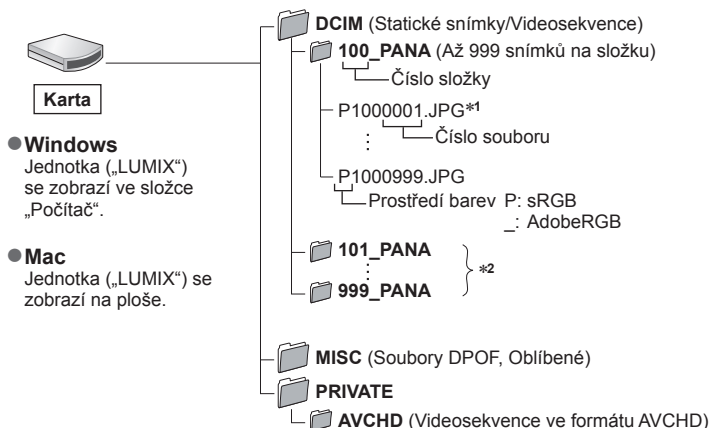 Karta
●Windows
Jednotka („LUMIX“)
se zobrazí ve složce
„Počítač“.
●Mac
Jednotka („LUMIX“) se
zobrazí na ploše.
DCIM (Statické snímky/Videosekvence)
100_PANA (Až 999 snímků na složku)
Číslo složky
P1000001.JPG*1
Číslo souboru
P1000999.JPG
Prostředí barev P: sRGB
_: AdobeRGB
101_PANA
*2
999_PANA
MISC (Soubory DPOF, Oblíbené)
PRIVATE
AVCHD (Videosekvence ve formátu AVCHD)